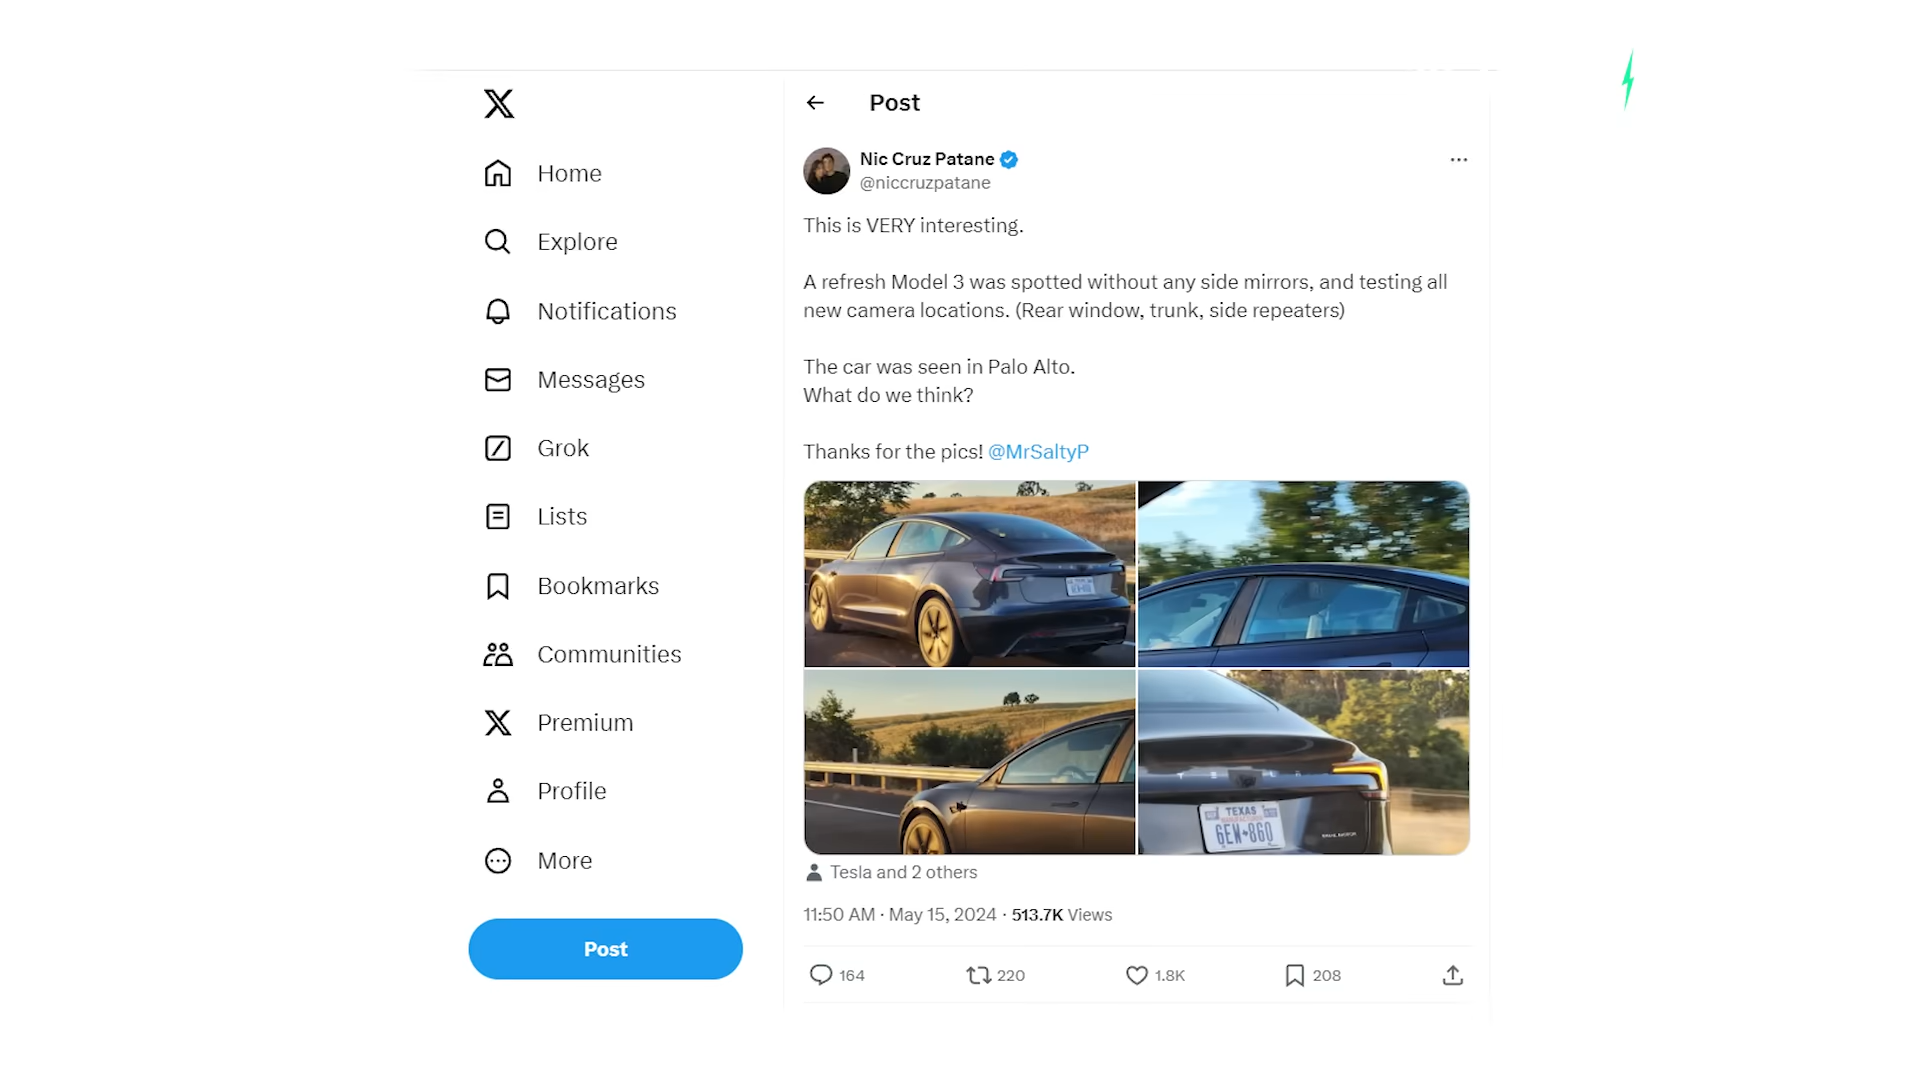 Post
Nic Cruz Patane
@niccruzpatane
Home
Explore
Notifications
Messages
Grok
Lists
Bookmarks
Communities
Premium
Profile
More
Post
This is VERY interesting.
A refresh Model 3 was spotted without any side mirrors, and testing all
new camera locations. (Rear window, trunk, side repeaters)
The car was seen in Palo Alto.
What do we think?
Thanks for the pics! @MrSaltyP
TEXAS
Tesla and 2 others
11:50 AM · May 15, 2024 · 513.7K Views
164
220
1.8K
208